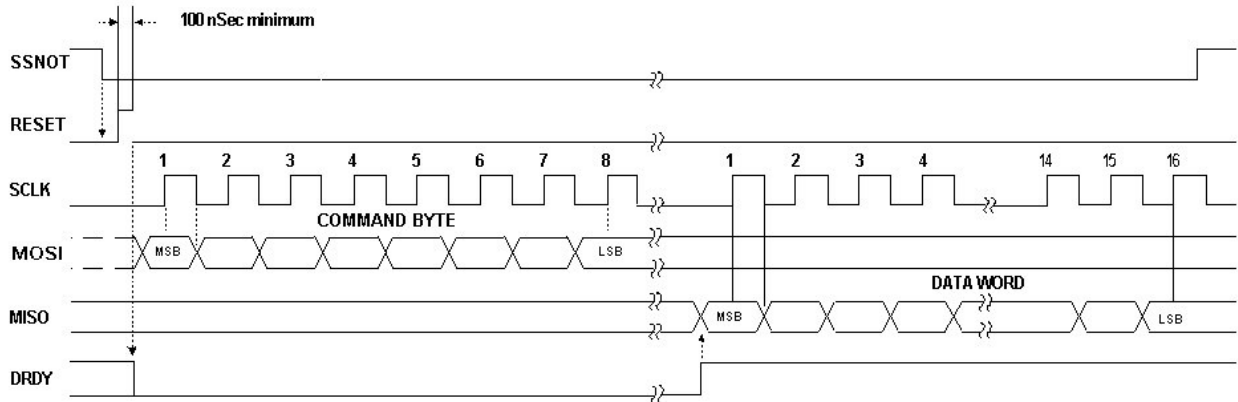 100 nSec minimum
SSNOT
RESET
1 2 3 4 5 6 7 8 1 2 3 4 14 15 16
SCLK
COMMAND BYTE
MOSI MSB LSB
DATA WORD
MISO MSB LSB
DRDY